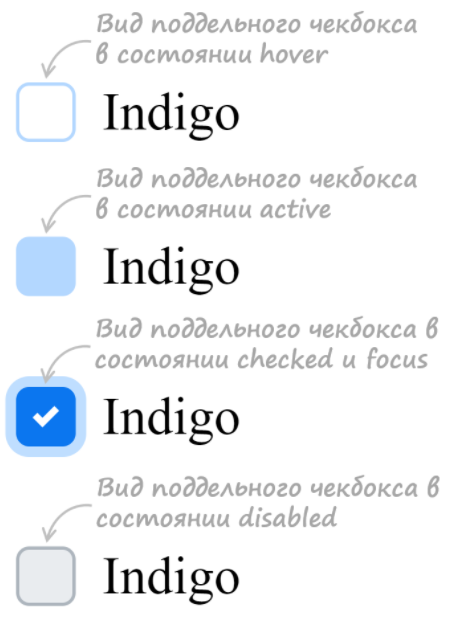 Вид поддельного чекбокса
в состоянии hover
Indigo
Вид поддельного чекбокса
в состоянии active
Indigo
Вид поддельного чекбокса в
состоянии checked и focus
Indigo
Вид поддельного чекбокса в
состоянии disabled
Indigo